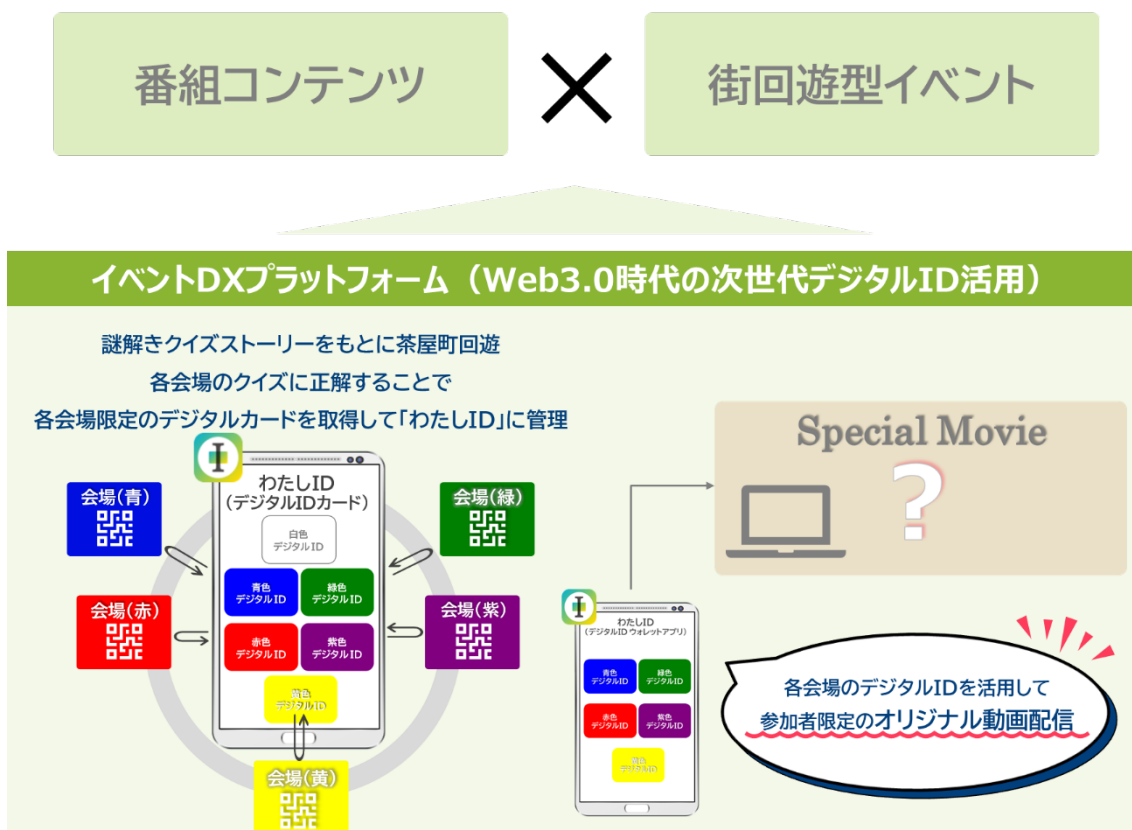 番組コンテンツ
街回遊型イベント
イベントDXプラットフォーム（Web3.0時代の次世代デジタルID活用）
謎解きクイズストーリーをもとに茶屋町回遊
各会場のクイズに正解することで
各会場限定のデジタルカードを取得して「わたしID」に管理
わたしID
（デジタルIDカード）
白色
デジタルID
会場(青)
会場(緑)
青色
デジタルID
緑色
デジタルID
会場(赤)
会場(紫)
赤色
デジタルID
紫色
デジタルID
黄色
デジタルID
会場(黄)
Special Movie
?
わたしID
（デジタルID ウォレットアプリ）
青色
デジタルID
緑色
デジタルID
赤色
デジタルID
紫色
デジタルID
黄色
デジタルID
各会場のデジタルIDを活用して
参加者限定のオリジナル動画配信